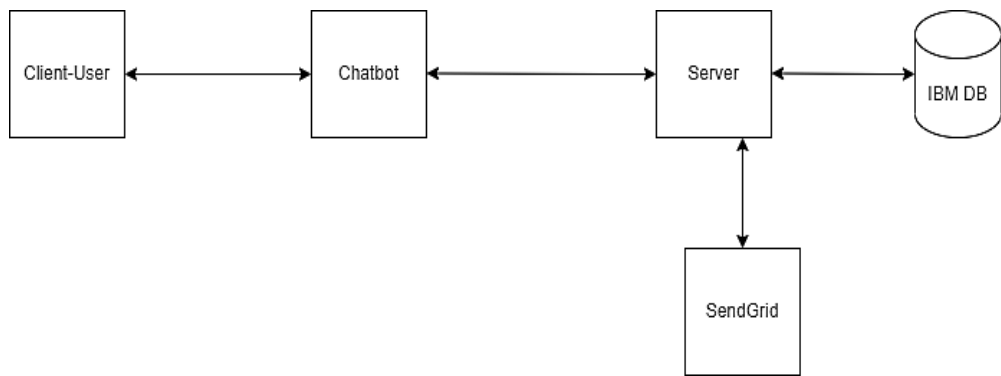 Client-User
Chatbot
Server
IBM DB
SendGrid